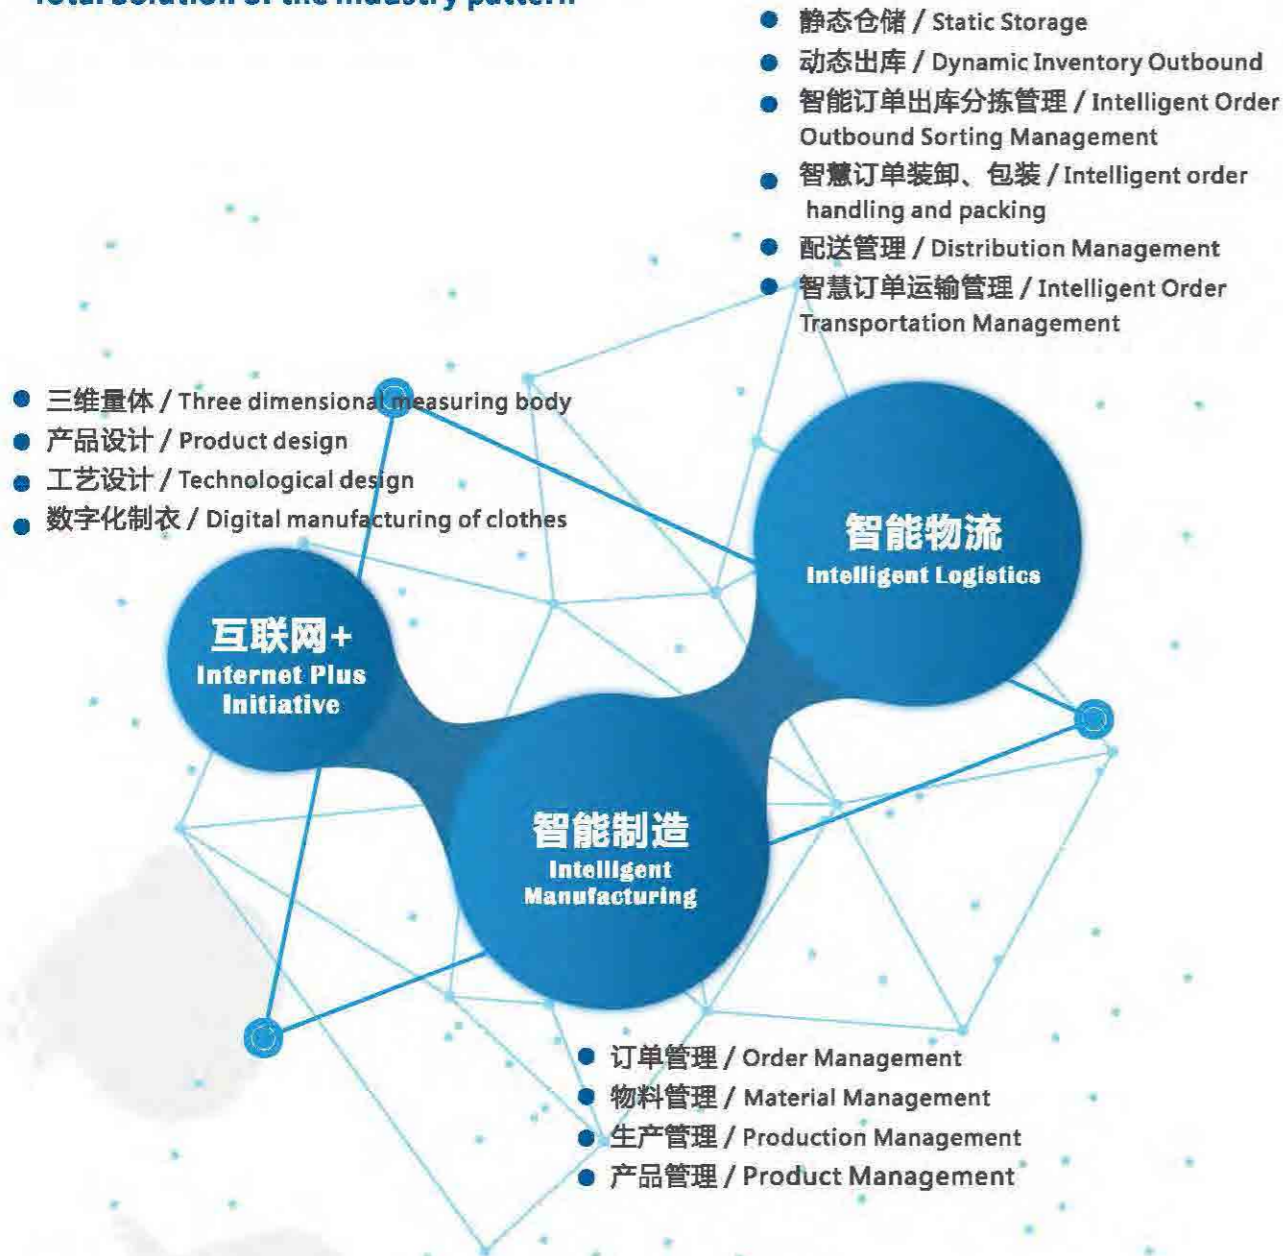 Total Solution of the industry pattern
静态仓储 / Static Storage
动态出库 / Dynamic Inventory Outbound
智能订单出库分拣管理 / Intelligent Order
Outbound Sorting Management
智慧订单装卸、包装 / Intelligent order
handling and packing
配送管理 / Distribution Management
智慧订单运输管理 / Intelligent Order
Transportation Management
三维量体 / Three dimensional measuring body
产品设计 / Product design
工艺设计 / Technological design
数字化制衣 / Digital manufacturing of clothes
智能物流
Intelligent Logistics
互联网+
Internet Plus
Initiative
智能制造
Intelligent
Manufacturing
订单管理 / Order Management
物料管理 / Material Management
生产管理 / Production Management
产品管理 / Product Management